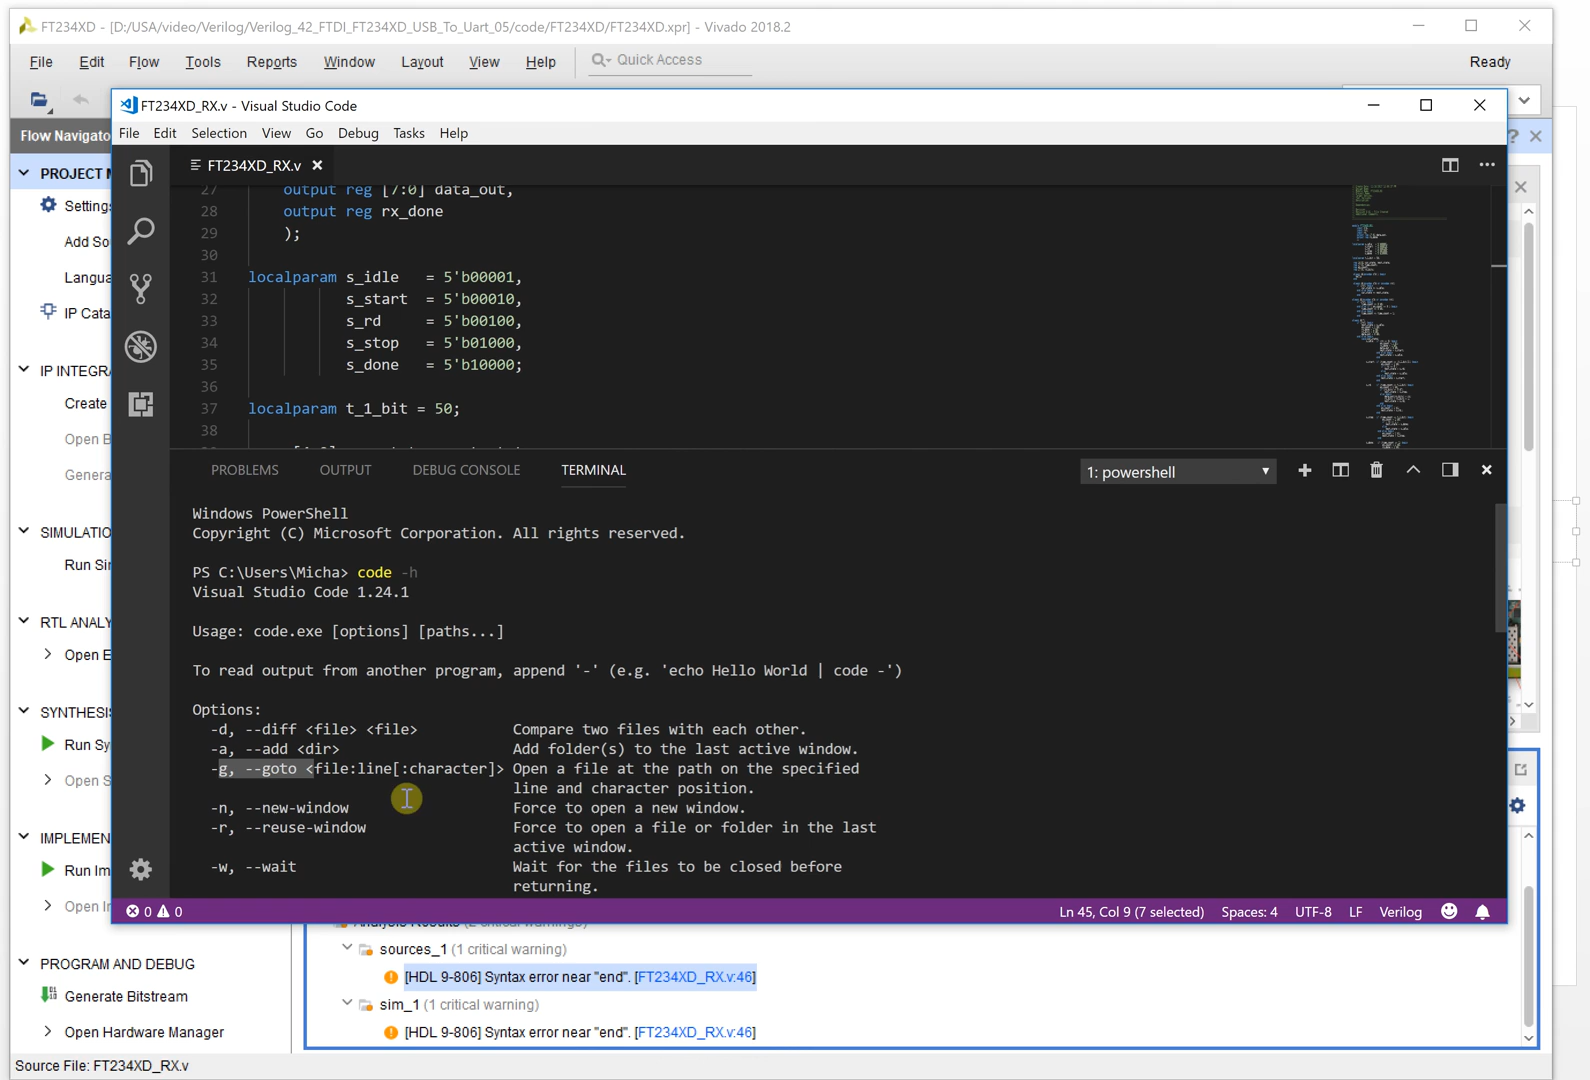 FT234XD - [D:/USA/video/Verilog/Verilog_42_FTDI_FT234XD_USB_To_Uart_05/code/FT234XD/FT234XD.xpr] - Vivado 2018.2
File Edit Flow Tools Reports Window Layout View Help Quick Access Ready
FT234XD_RX.v - Visual Studio Code
File Edit Selection View Go Debug Tasks Help
Flow Navigato
PROJECT M
Settings
Add So
Langua
IP Cata
IP INTEGRA
Create
Open B
Genera
SIMULATIO
Run Sim
RTL ANALY
Open E
SYNTHESIS
Run Sy
Open S
IMPLEMEN
Run Im
Open Im
PROGRAM AND DEBUG
Generate Bitstream
Open Hardware Manager
FT234XD_RX.v
27 output reg [7:0] data_out,
28 output reg rx_done
29 );
30
31 localparam s_idle = 5'b00001,
32 s_start = 5'b00010,
33 s_rd = 5'b00100,
34 s_stop = 5'b01000,
35 s_done = 5'b10000;
36
37 localparam t_1_bit = 50;
38
PROBLEMS OUTPUT DEBUG CONSOLE TERMINAL 1: powershell
Windows PowerShell
Copyright (C) Microsoft Corporation. All rights reserved.
PS C:\Users\Micha> code -h
Visual Studio Code 1.24.1
Usage: code.exe [options] [paths...]
To read output from another program, append '-' (e.g. 'echo Hello World | code -')
Options:
-d, --diff <file> <file> Compare two files with each other.
-a, --add <dir> Add folder(s) to the last active window.
-g, --goto <file:line[:character]> Open a file at the path on the specified
line and character position.
-n, --new-window Force to open a new window.
-r, --reuse-window Force to open a file or folder in the last
active window.
-w, --wait Wait for the files to be closed before
returning.
0 0 Ln 45, Col 9 (7 selected) Spaces: 4 UTF-8 LF Verilog
sources_1 (1 critical warning)
[HDL 9-806] Syntax error near "end". [FT234XD_RX.v:46]
sim_1 (1 critical warning)
[HDL 9-806] Syntax error near "end". [FT234XD_RX.v:46]
Source File: FT234XD_RX.v